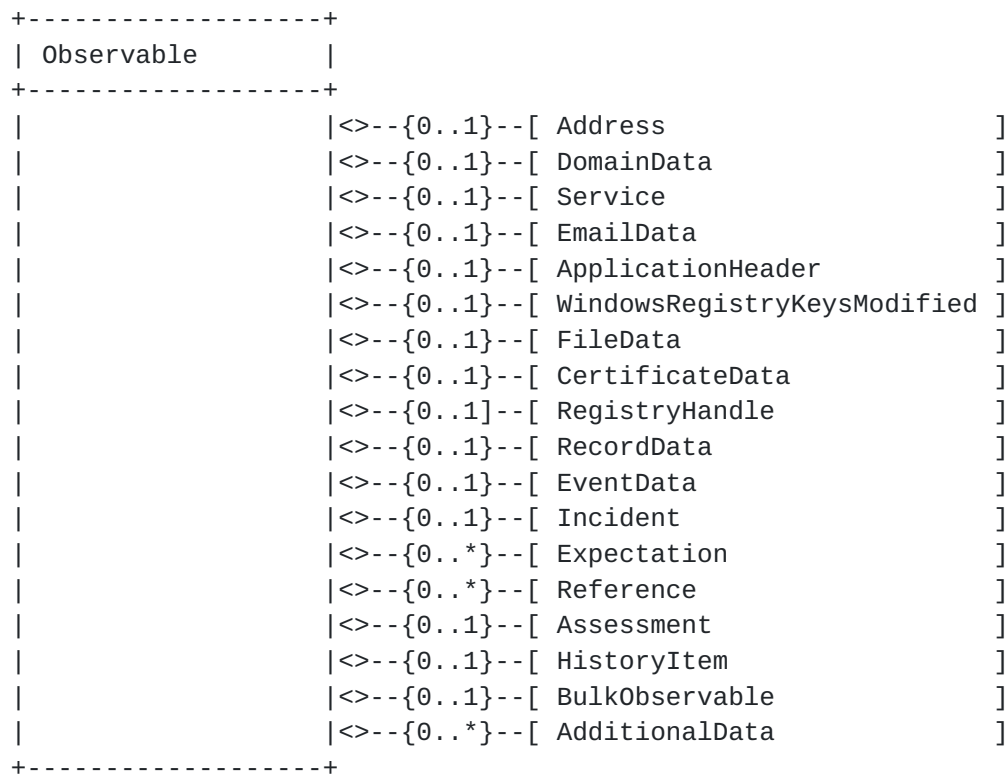 +-------------------+
| Observable        |
+-------------------+
|                   |<>--{0..1}--[ Address                    ]
|                   |<>--{0..1}--[ DomainData                 ]
|                   |<>--{0..1}--[ Service                    ]
|                   |<>--{0..1}--[ EmailData                  ]
|                   |<>--{0..1}--[ ApplicationHeader          ]
|                   |<>--{0..1}--[ WindowsRegistryKeysModified ]
|                   |<>--{0..1}--[ FileData                   ]
|                   |<>--{0..1}--[ CertificateData            ]
|                   |<>--{0..1]--[ RegistryHandle             ]
|                   |<>--{0..1}--[ RecordData                 ]
|                   |<>--{0..1}--[ EventData                  ]
|                   |<>--{0..1}--[ Incident                   ]
|                   |<>--{0..*}--[ Expectation                ]
|                   |<>--{0..*}--[ Reference                  ]
|                   |<>--{0..1}--[ Assessment                 ]
|                   |<>--{0..1}--[ HistoryItem                ]
|                   |<>--{0..1}--[ BulkObservable             ]
|                   |<>--{0..*}--[ AdditionalData             ]
+-------------------+